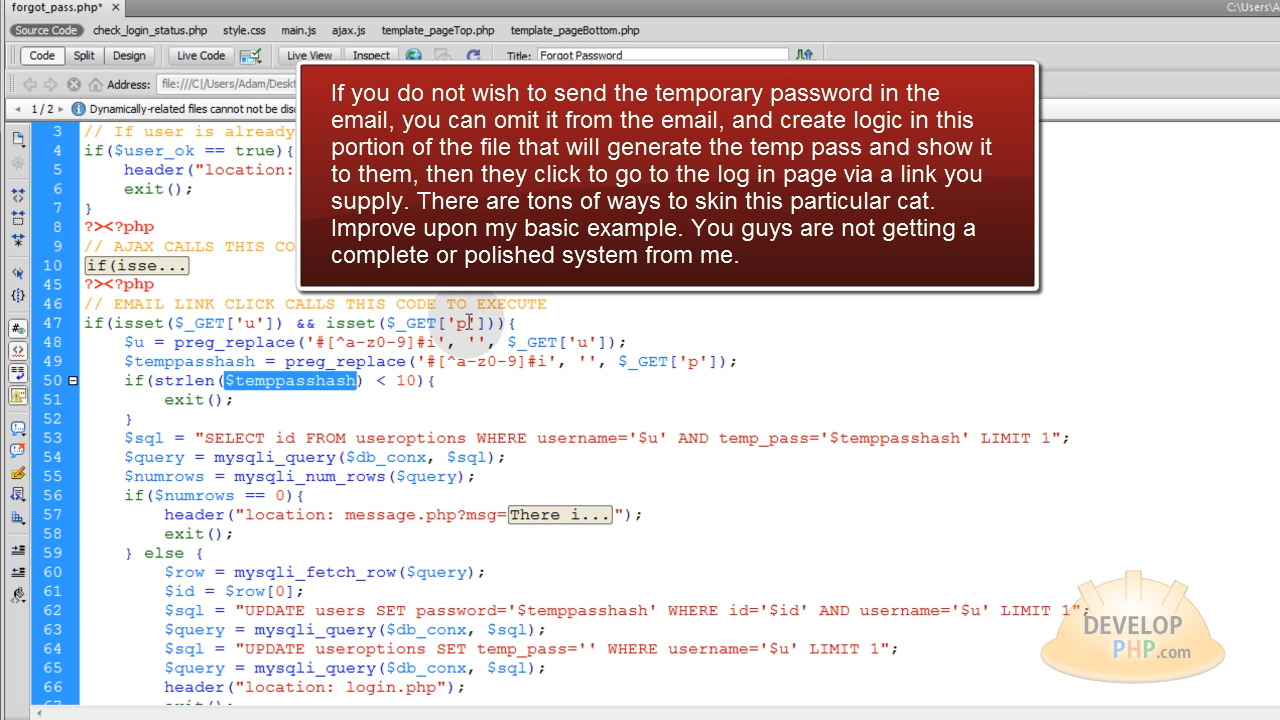 forgot_pass.php* ×
C:\Users\A
Source Code check_login_status.php style.css main.js ajax.js template_pageTop.php template_pageBottom.php
Code Split Design Live Code Live View Inspect Title: Forgot Password
Address: file:///C|/Users/Adam/Deskt
1 / 2 Dynamically-related files cannot not be dis
If you do not wish to send the temporary password in the
email, you can omit it from the email, and create logic in this
portion of the file that will generate the temp pass and show it
to them, then they click to go to the log in page via a link you
supply. There are tons of ways to skin this particular cat.
Improve upon my basic example. You guys are not getting a
complete or polished system from me.
3 // If user is already
4 if($user_ok == true){
5 header("location:
6 exit();
7 }
8 ?><?php
9 // AJAX CALLS THIS CO
10 if(isse...
45 ?><?php
46 // EMAIL LINK CLICK CALLS THIS CODE TO EXECUTE
47 if(isset($_GET['u']) && isset($_GET['p'])){
48 $u = preg_replace('#[^a-z0-9]#i', '', $_GET['u']);
49 $temppasshash = preg_replace('#[^a-z0-9]#i', '', $_GET['p']);
50 if(strlen($temppasshash) < 10){
51 exit();
52 }
53 $sql = "SELECT id FROM useroptions WHERE username='$u' AND temp_pass='$temppasshash' LIMIT 1";
54 $query = mysqli_query($db_conx, $sql);
55 $numrows = mysqli_num_rows($query);
56 if($numrows == 0){
57 header("location: message.php?msg=There i...");
58 exit();
59 } else {
60 $row = mysqli_fetch_row($query);
61 $id = $row[0];
62 $sql = "UPDATE users SET password='$temppasshash' WHERE id='$id' AND username='$u' LIMIT 1";
63 $query = mysqli_query($db_conx, $sql);
64 $sql = "UPDATE useroptions SET temp_pass='' WHERE username='$u' LIMIT 1";
65 $query = mysqli_query($db_conx, $sql);
66 header("location: login.php");
DEVELOP
PHP.com